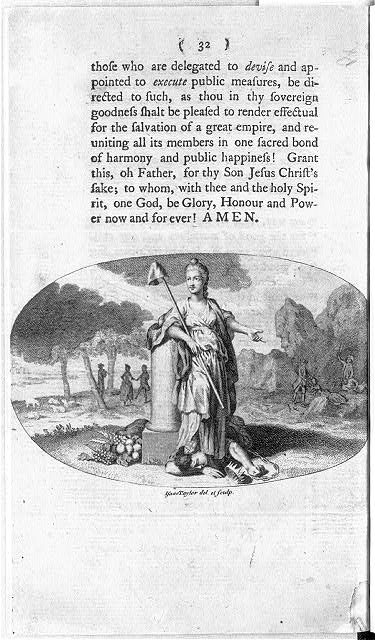 ( 32 )
thoſe who are delegated to deviſe and ap-
pointed to execute public meaſures, be di-
rected to ſuch, as thou in thy ſovereign
goodneſs ſhalt be pleaſed to render effectual
for the ſalvation of a great empire, and re-
uniting all its members in one ſacred bond
of harmony and public happineſs! Grant
this, oh Father, for thy Son Jeſus Chriſt's
ſake; to whom, with thee and the holy Spi-
rit, one God, be Glory, Honour and Pow-
er now and for ever! AMEN.
Iſaac Taylor del. et ſculp.